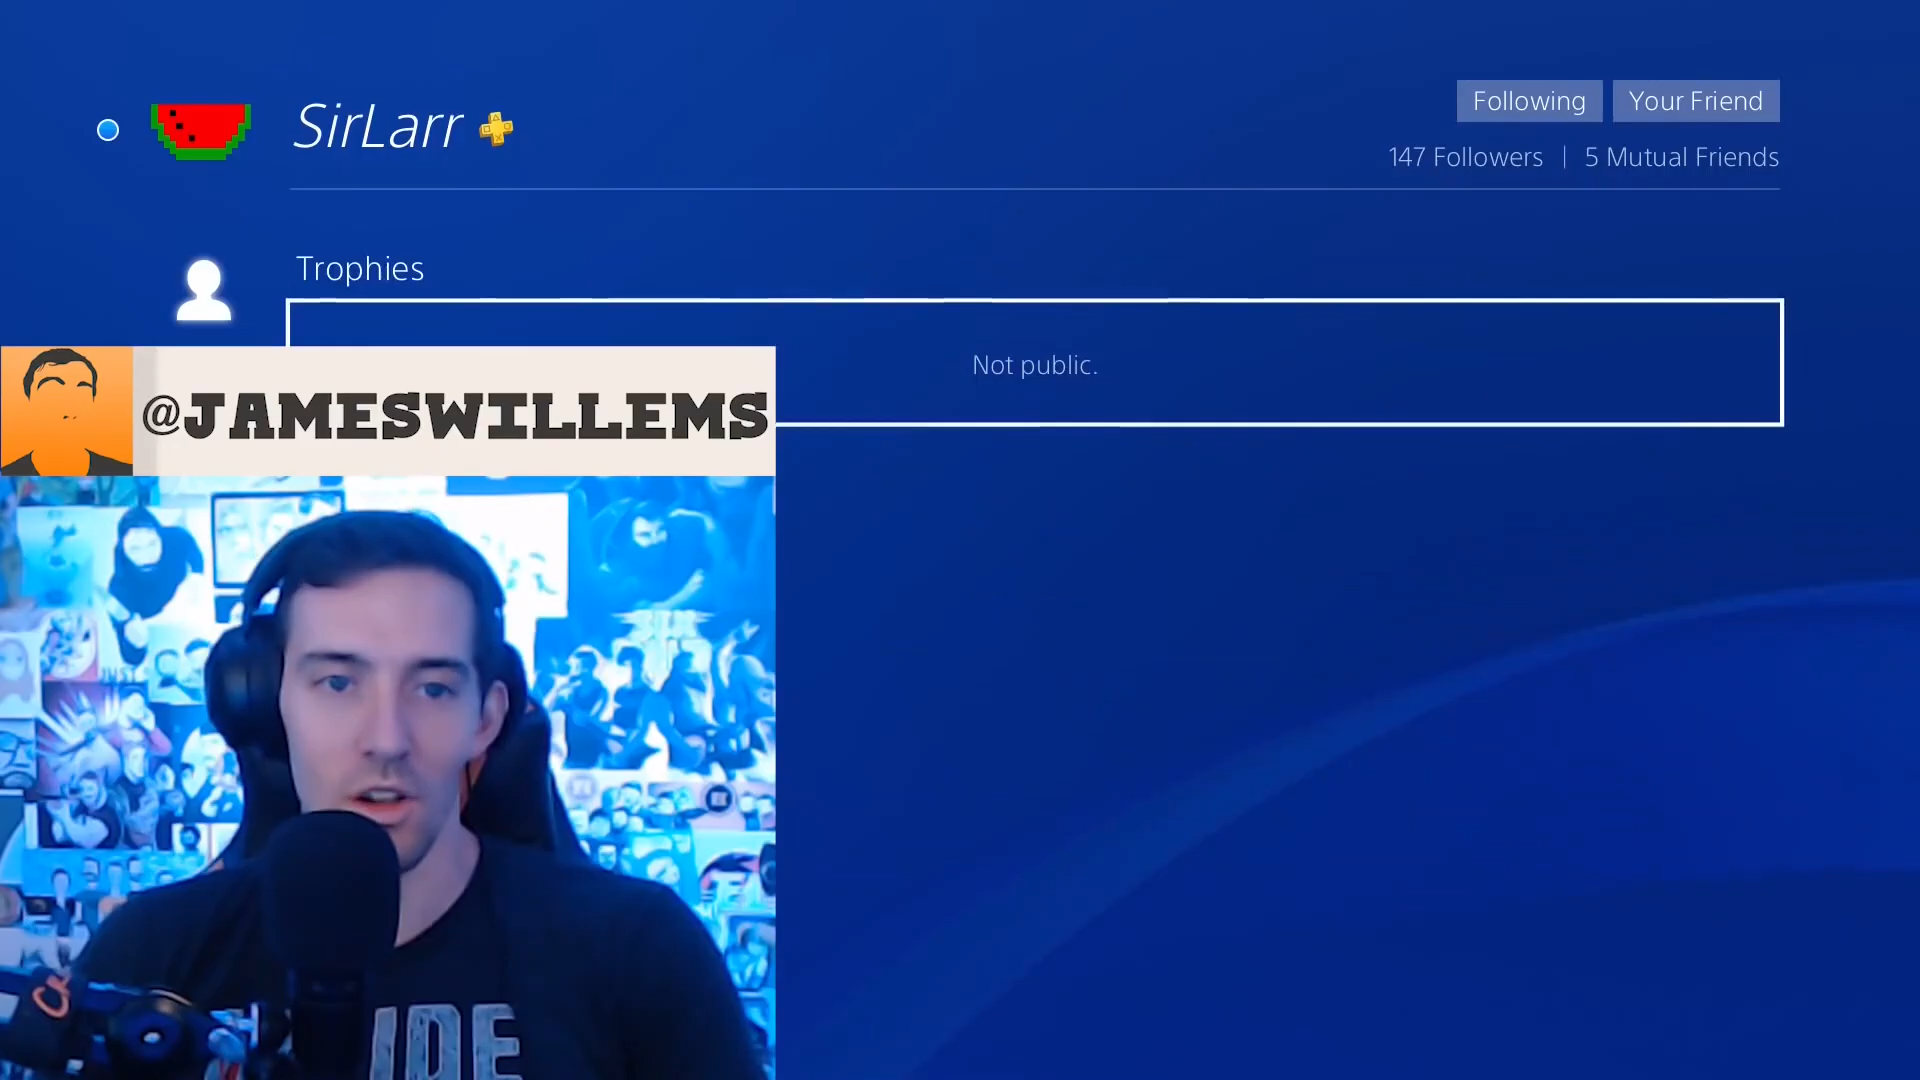 SirLarr
Following
Your Friend
147 Followers | 5 Mutual Friends
Trophies
Not public.
@JAMESWILLEMS